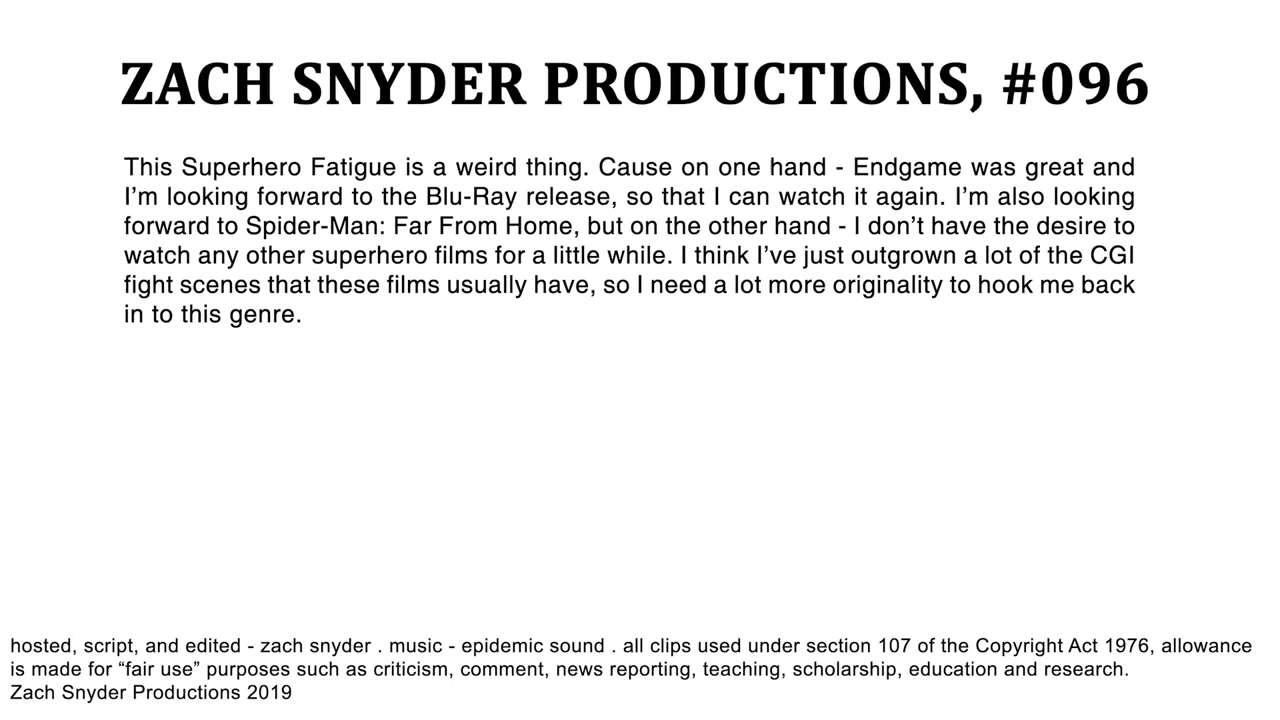 ZACH SNYDER PRODUCTIONS, #096
This Superhero Fatigue is a weird thing. Cause on one hand - Endgame was great and
I’m looking forward to the Blu-Ray release, so that I can watch it again. I’m also looking
forward to Spider-Man: Far From Home, but on the other hand - I don’t have the desire to
watch any other superhero films for a little while. I think I’ve just outgrown a lot of the CGI
fight scenes that these films usually have, so I need a lot more originality to hook me back
in to this genre.
hosted, script, and edited - zach snyder . music - epidemic sound . all clips used under section 107 of the Copyright Act 1976, allowance
is made for “fair use” purposes such as criticism, comment, news reporting, teaching, scholarship, education and research.
Zach Snyder Productions 2019